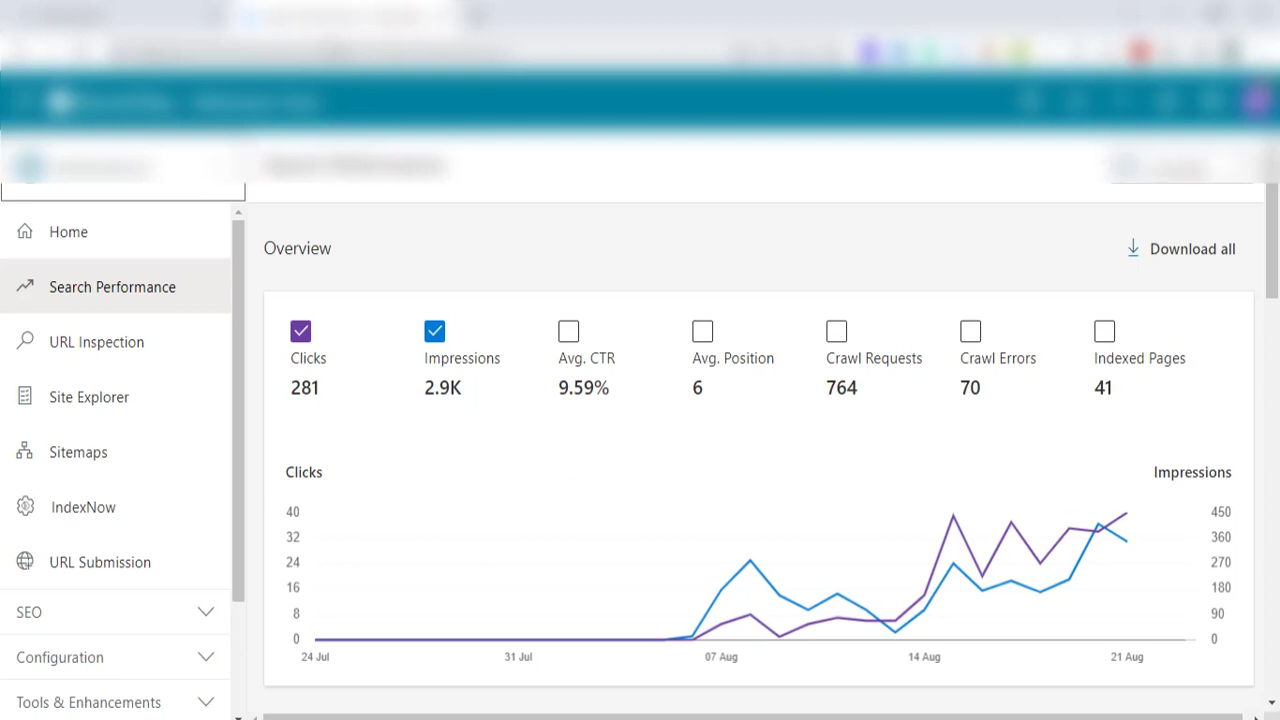 Home
Overview
Download all
Search Performance
Clicks
Impressions
Avg. CTR
Avg. Position
Crawl Requests
Crawl Errors
Indexed Pages
281
2.9K
9.59%
6
764
70
41
URL Inspection
Site Explorer
Sitemaps
IndexNow
URL Submission
SEO
Configuration
Tools & Enhancements
Clicks
Impressions
40
450
32
360
24
270
16
180
8
90
0
0
24 Jul
31 Jul
07 Aug
14 Aug
21 Aug